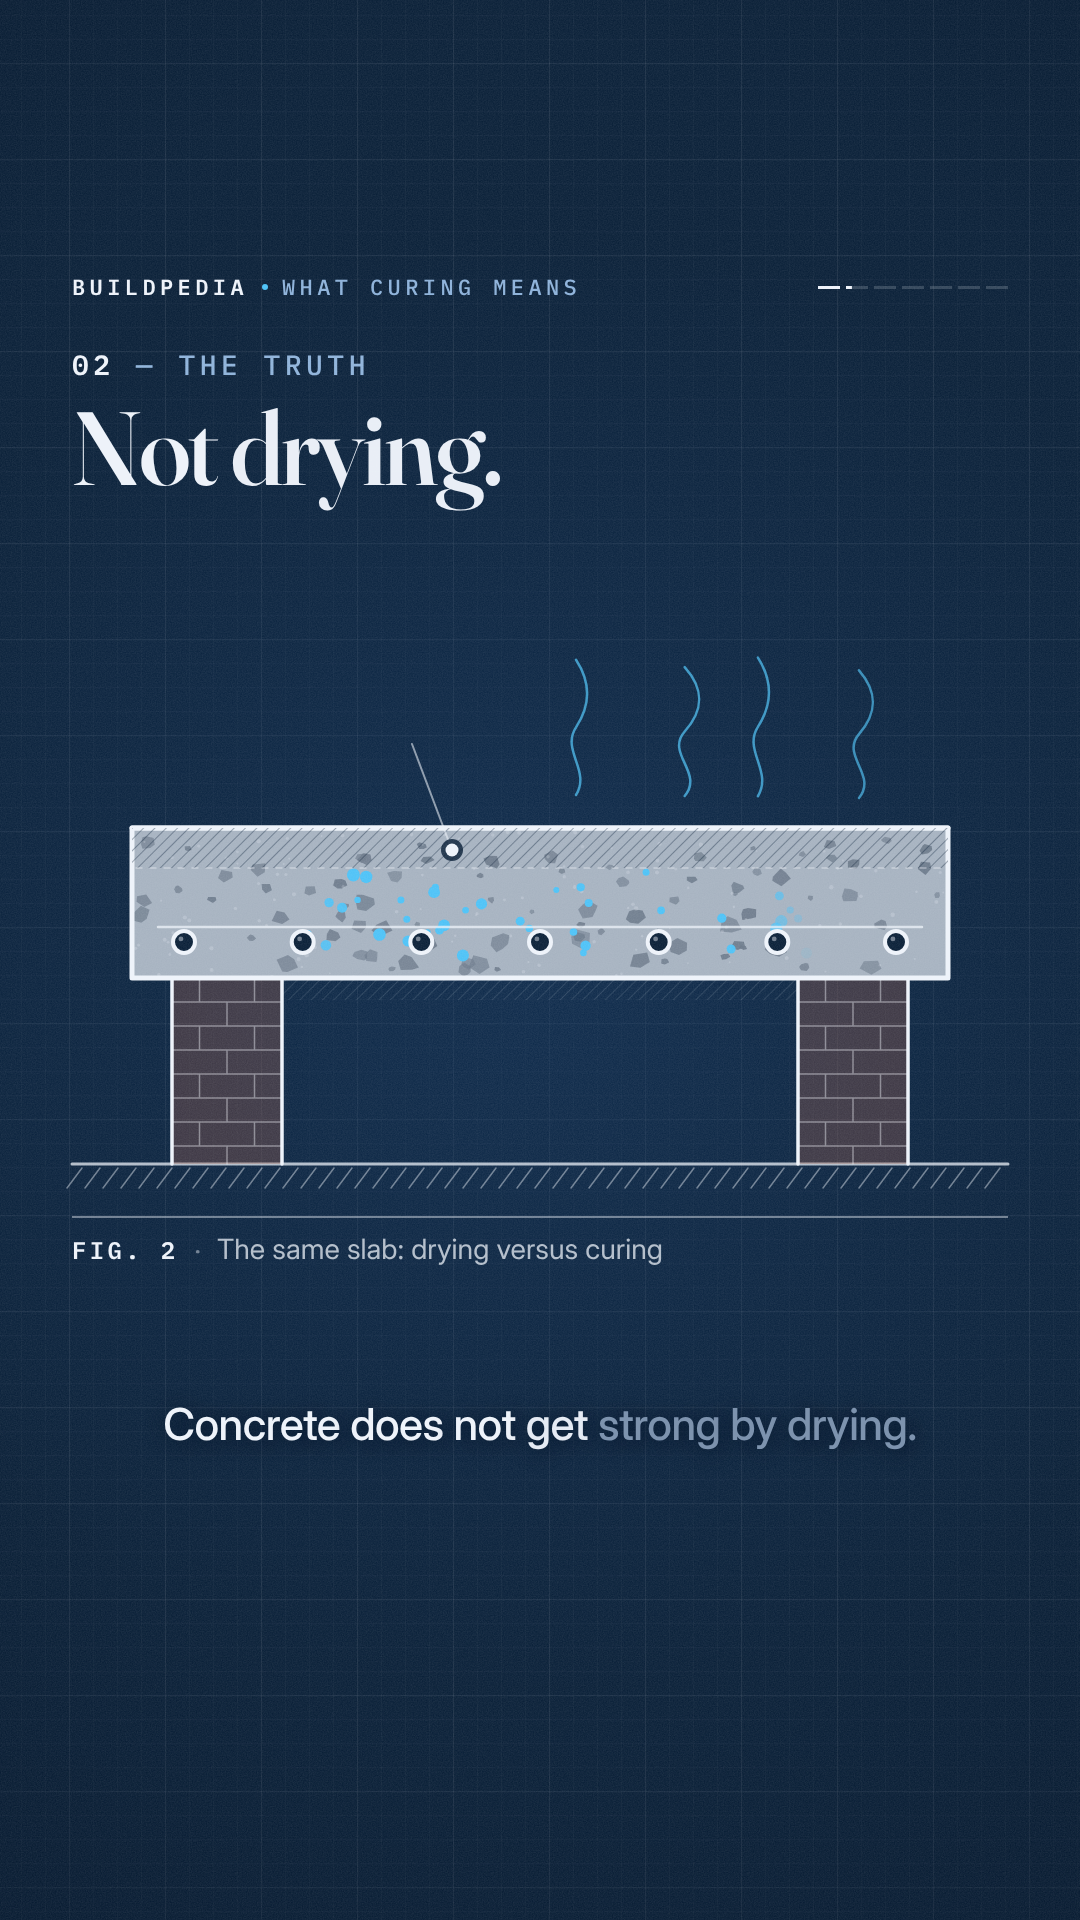 BUILDPEDIA • WHAT CURING MEANS
02 — THE TRUTH
Not drying.
FIG. 2 · The same slab: drying versus curing
Concrete does not get strong by drying.